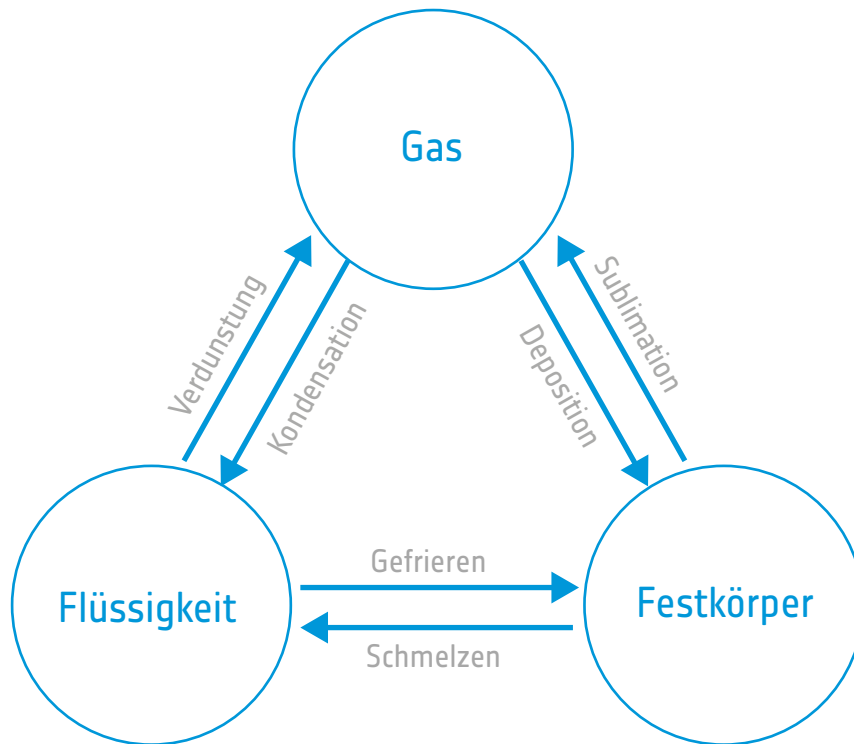 Gas
Verdunstung
Kondensation
Deposition
Sublimation
Gefrieren
Flüssigkeit
Festkörper
Schmelzen